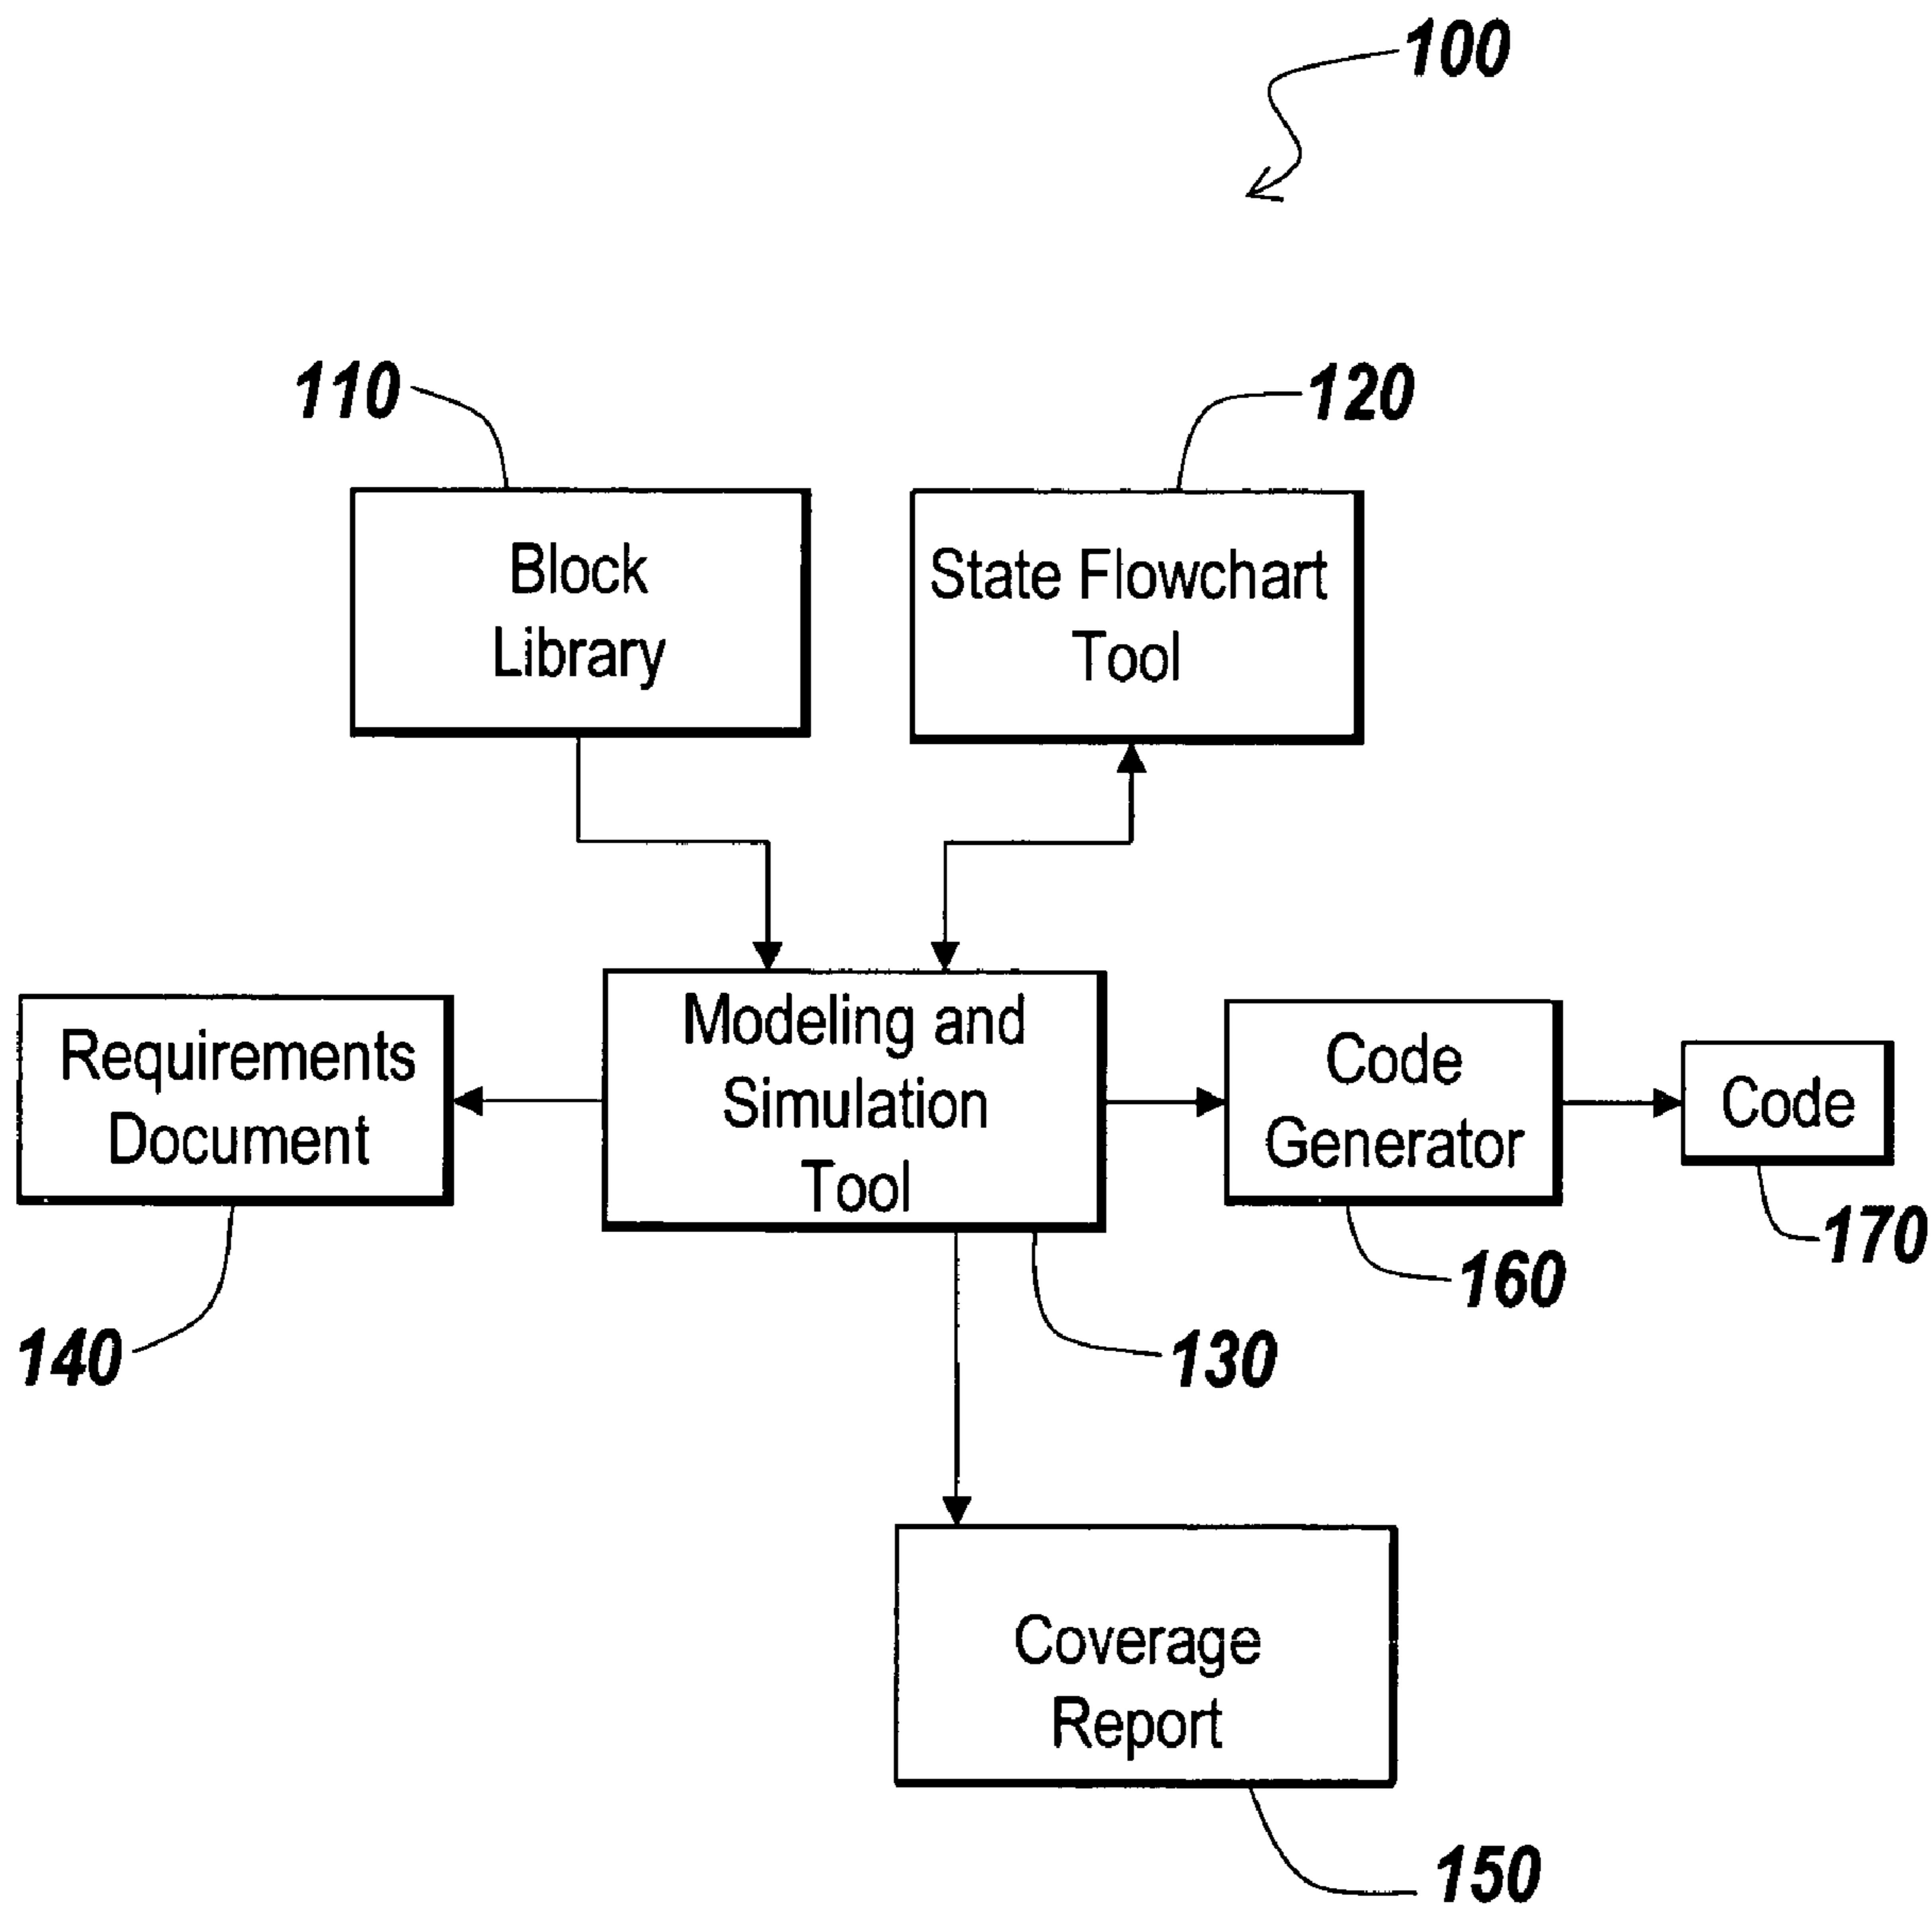 100
110
120
Block
Library
State Flowchart
Tool
Requirements
Document
Modeling and
Simulation
Tool
Code
Generator
Code
140
130
160
170
Coverage
Report
150